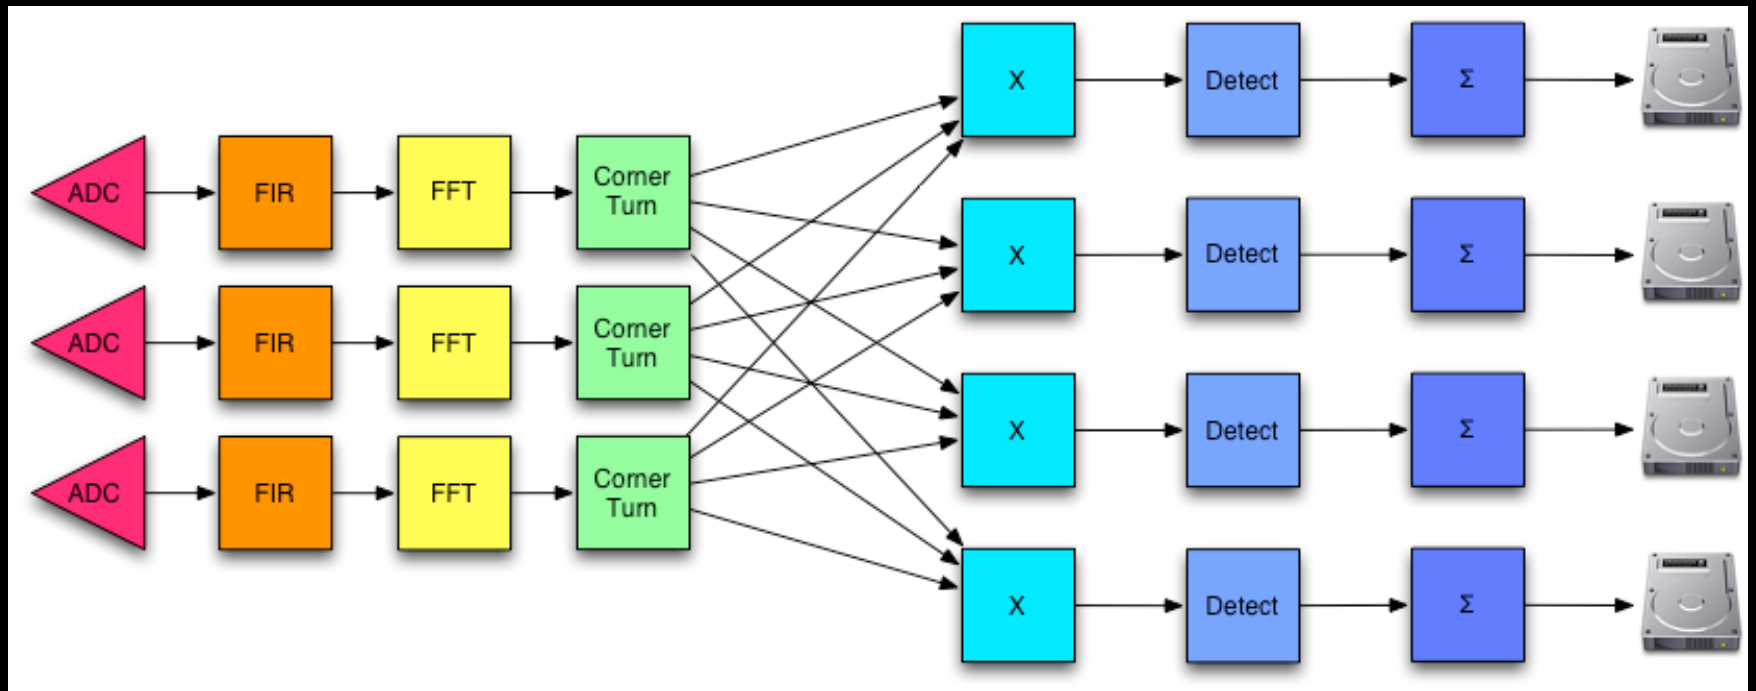 X
Detect
Σ
ADC
FIR
FFT
Corner
Turn
X
Detect
Σ
ADC
FIR
FFT
Corner
Turn
X
Detect
Σ
ADC
FIR
FFT
Corner
Turn
X
Detect
Σ